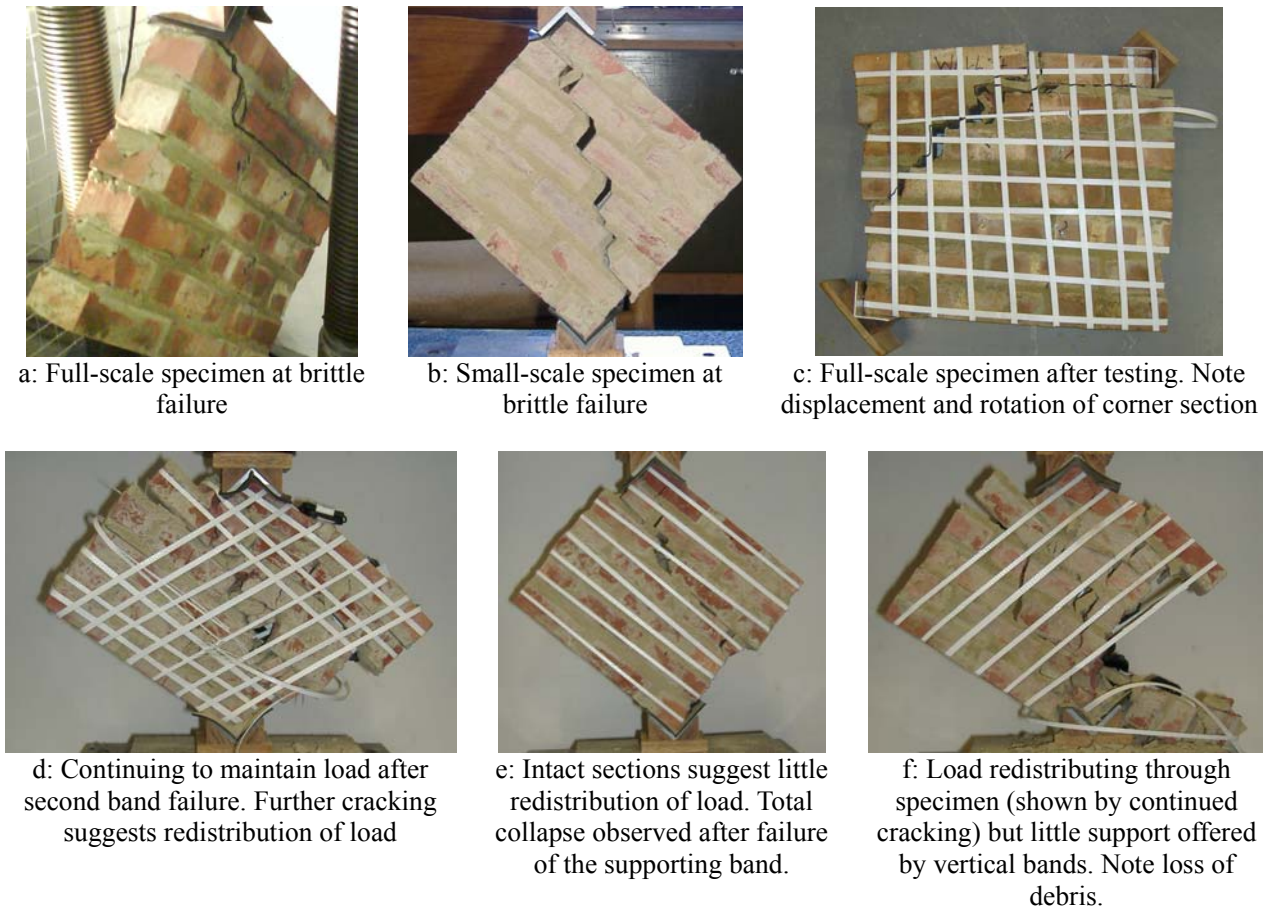 a: Full-scale specimen at brittle
failure
b: Small-scale specimen at
brittle failure
c: Full-scale specimen after testing. Note
displacement and rotation of corner section
d: Continuing to maintain load after
second band failure. Further cracking
suggests redistribution of load
e: Intact sections suggest little
redistribution of load. Total
collapse observed after failure
of the supporting band.
f: Load redistributing through
specimen (shown by continued
cracking) but little support offered
by vertical bands. Note loss of
debris.